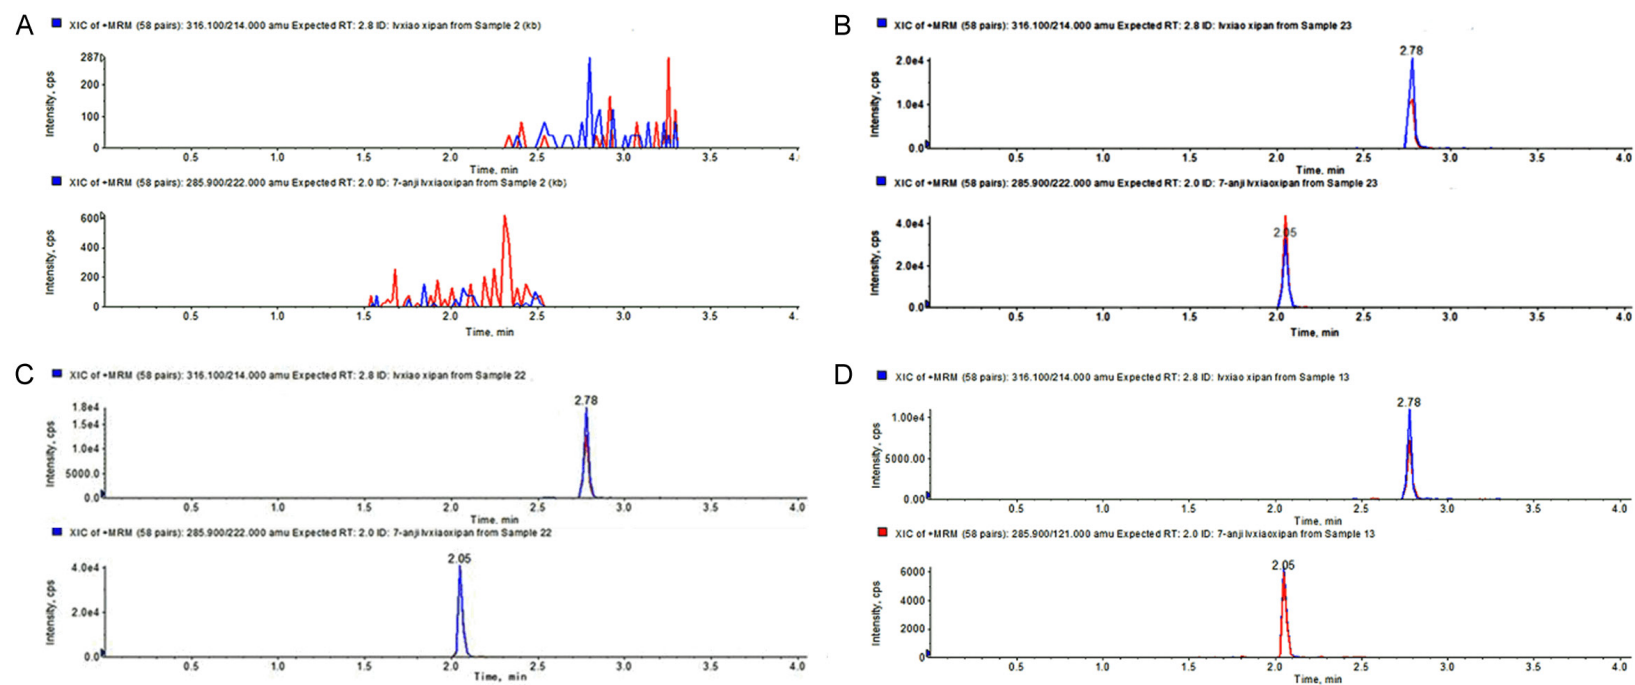 A
XIC of +MRM (58 pairs): 316.100/214.000 amu Expected RT: 2.8 ID: lvxiao xipan from Sample 2 (kb)
Intensity, cps
287
200
100
0
0.5 1.0 1.5 2.0 2.5 3.0 3.5 4.
Time, min
XIC of +MRM (58 pairs): 285.900/222.000 amu Expected RT: 2.0 ID: 7-anji lvxiaoxipan from Sample 2 (kb)
Intensity, cps
600
400
200
0
0.5 1.0 1.5 2.0 2.5 3.0 3.5 4.
Time, min
B
XIC of +MRM (58 pairs): 316.100/214.000 amu Expected RT: 2.8 ID: lvxiao xipan from Sample 23
Intensity, cps
2.78
2.0e4
1.0e4
0.0
0.5 1.0 1.5 2.0 2.5 3.0 3.5 4.0
Time, min
XIC of +MRM (58 pairs): 285.900/222.000 amu Expected RT: 2.0 ID: 7-anji lvxiaoxipan from Sample 23
Intensity, cps
2.05
4.0e4
2.0e4
0.0
0.5 1.0 1.5 2.0 2.5 3.0 3.5 4.0
Time, min
C
XIC of +MRM (58 pairs): 316.100/214.000 amu Expected RT: 2.8 ID: lvxiao xipan from Sample 22
Intensity, cps
2.78
1.8e4
1.5e4
1.0e4
5000.0
0.0
0.5 1.0 1.5 2.0 2.5 3.0 3.5 4.0
Time, min
XIC of +MRM (58 pairs): 285.900/222.000 amu Expected RT: 2.0 ID: 7-anji lvxiaoxipan from Sample 22
Intensity, cps
2.05
4.0e4
2.0e4
0.0
0.5 1.0 1.5 2.0 2.5 3.0 3.5 4.0
Time, min
D
XIC of +MRM (58 pairs): 316.100/214.000 amu Expected RT: 2.8 ID: lvxiao xipan from Sample 13
Intensity, cps
2.78
1.00e4
5000.00
0.00
0.5 1.0 1.5 2.0 2.5 3.0 3.5 4.0
Time, min
XIC of +MRM (58 pairs): 285.900/121.000 amu Expected RT: 2.0 ID: 7-anji lvxiaoxipan from Sample 13
Intensity, cps
2.05
6000
4000
2000
0
0.5 1.0 1.5 2.0 2.5 3.0 3.5 4.0
Time, min